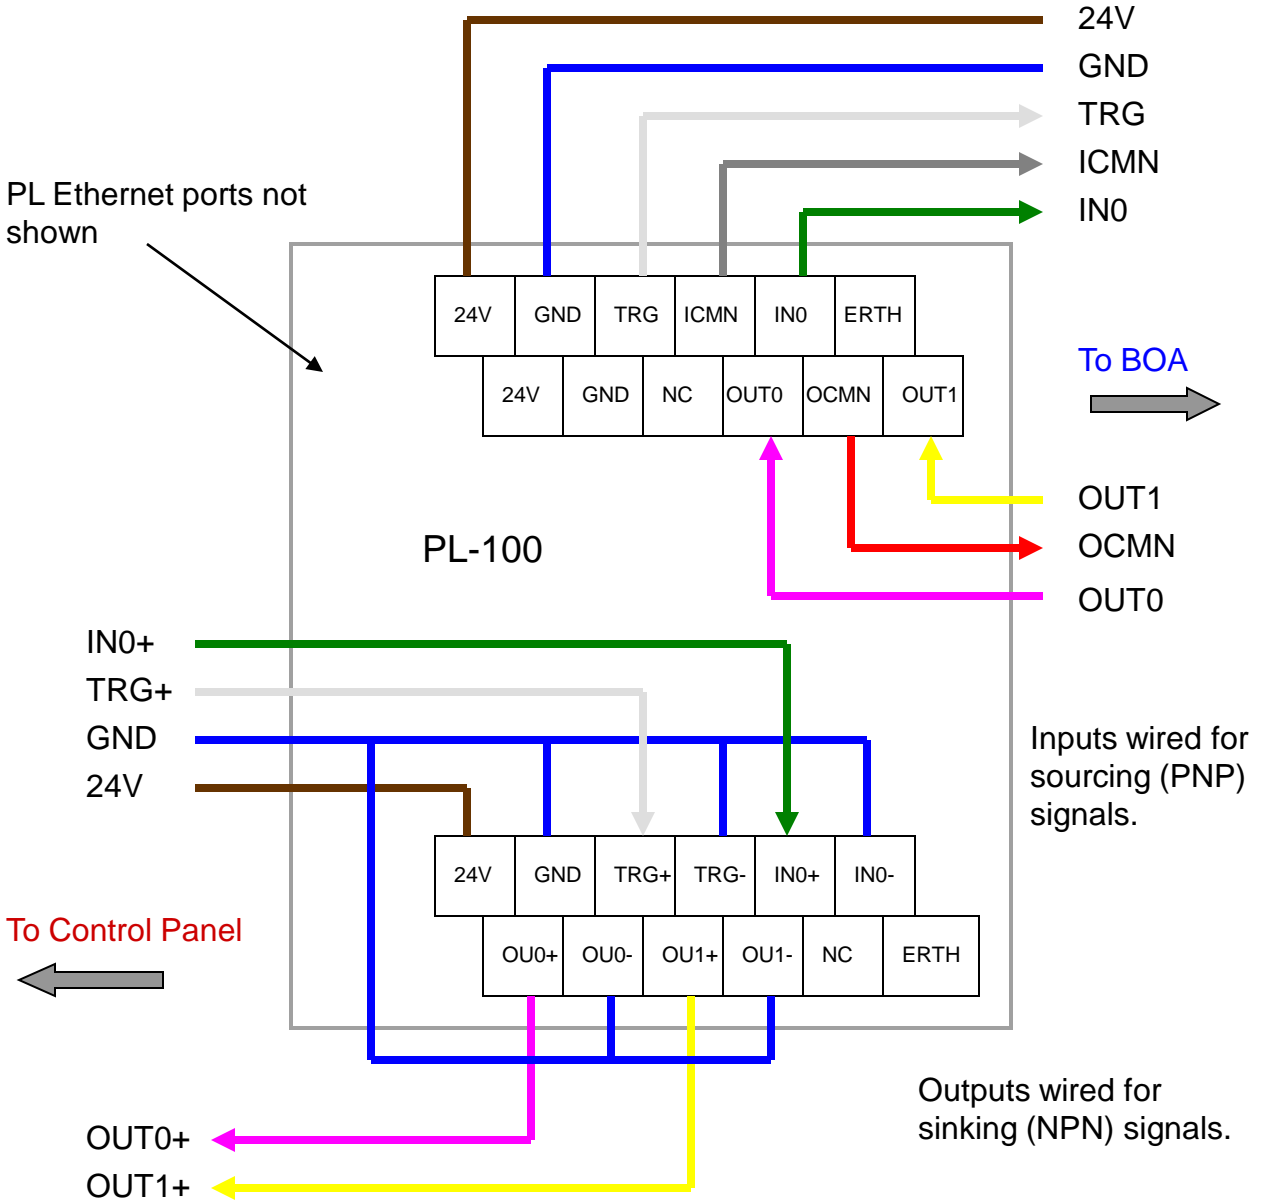 24V
GND
TRG
ICMN
IN0
PL Ethernet ports not
shown
24V GND TRG ICMN IN0 ERTH
24V GND NC OUT0 OCMN OUT1
To BOA
OUT1
OCMN
OUT0
PL-100
IN0+
TRG+
GND
24V
Inputs wired for
sourcing (PNP)
signals.
24V GND TRG+ TRG- IN0+ IN0-
OU0+ OU0- OU1+ OU1- NC ERTH
To Control Panel
Outputs wired for
sinking (NPN) signals.
OUT0+
OUT1+